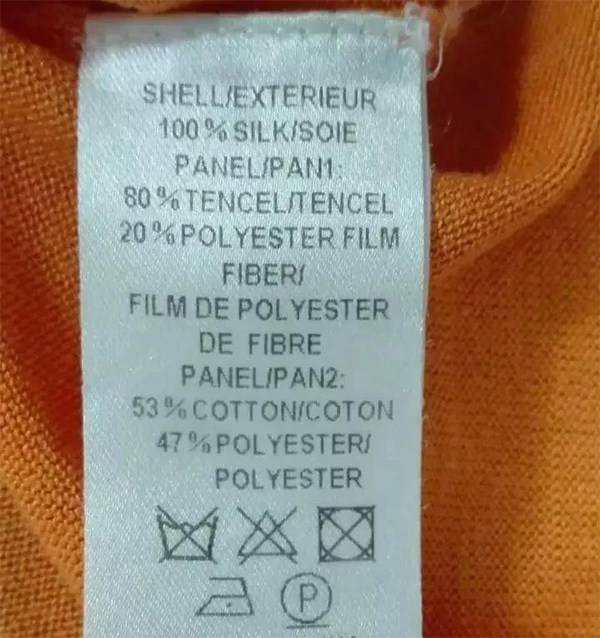 SHELL/EXTERIEUR
100% SILK/SOIE
PANEL/PAN1:
80% TENCEL/TENCEL
20% POLYESTER FILM
FIBER/
FILM DE POLYESTER
DE FIBRE
PANEL/PAN2:
53% COTTON/COTON
47% POLYESTER/
POLYESTER
P